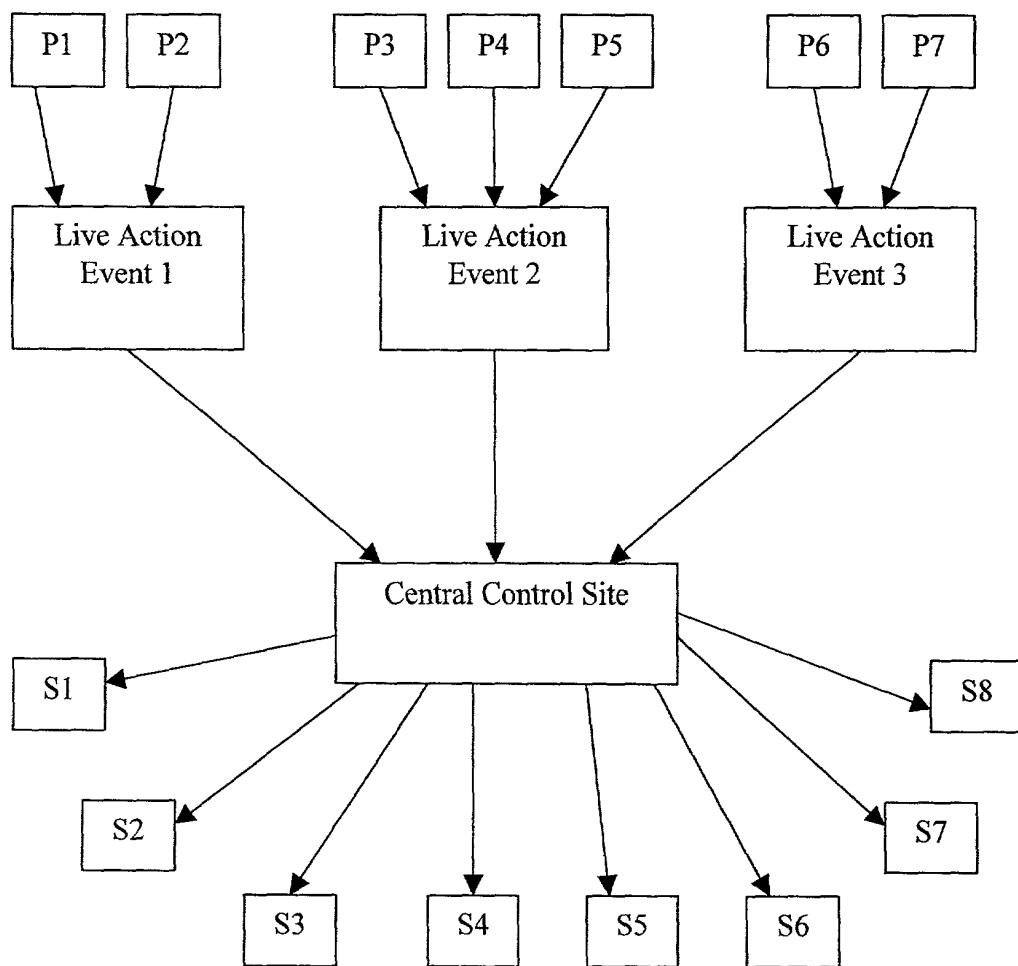 P1
P2
P3
P4
P5
P6
P7
Live Action
Event 1
Live Action
Event 2
Live Action
Event 3
Central Control Site
S1
S8
S2
S7
S3
S4
S5
S6